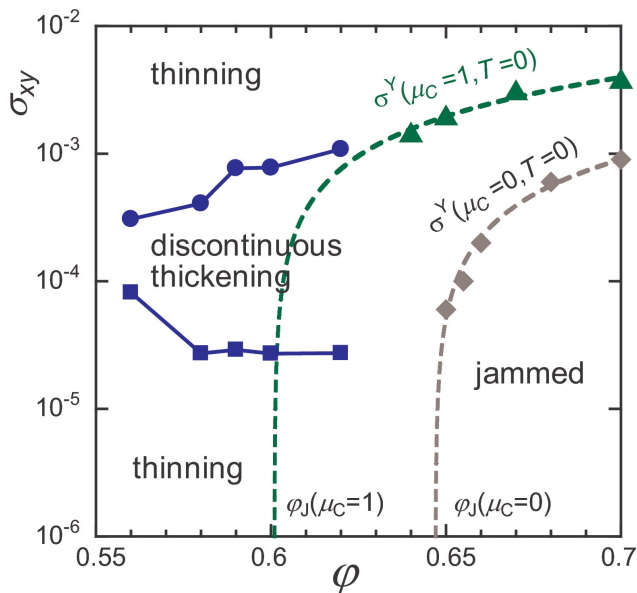 10⁻²
thinning
σxy
σʸ(μC=1,T=0)
10⁻³
σʸ(μC=0,T=0)
discontinuous
thickening
10⁻⁴
jammed
10⁻⁵
thinning
φJ(μC=1)
φJ(μC=0)
10⁻⁶
0.55
0.6
0.65
0.7
φ